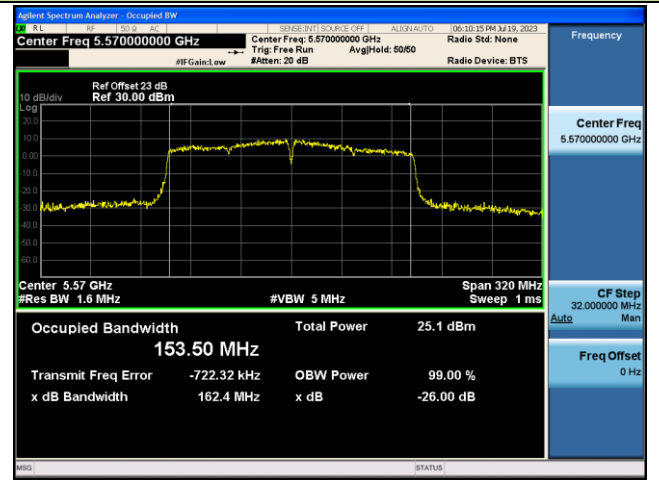 Agilent Spectrum Analyzer - Occupied BW
RL RF 50 Ω AC SENSE:INT SOURCE OFF ALIGN AUTO 06:10:15 PM Jul 19, 2023
Center Freq 5.570000000 GHz
Center Freq: 5.570000000 GHz Radio Std: None
Trig: Free Run Avg|Hold: 50/50
#IFGain:Low #Atten: 20 dB Radio Device: BTS
Frequency
Ref Offset 23 dB
10 dB/div Ref 30.00 dBm
Log
20.0
10.0
0.00
-10.0
-20.0
-30.0
-40.0
-50.0
-60.0
Center Freq
5.570000000 GHz
Center 5.57 GHz Span 320 MHz
#Res BW 1.6 MHz #VBW 5 MHz Sweep 1 ms
CF Step
32.000000 MHz
Auto Man
Occupied Bandwidth Total Power 25.1 dBm
153.50 MHz
Transmit Freq Error -722.32 kHz OBW Power 99.00 %
x dB Bandwidth 162.4 MHz x dB -26.00 dB
Freq Offset
0 Hz
MSG STATUS